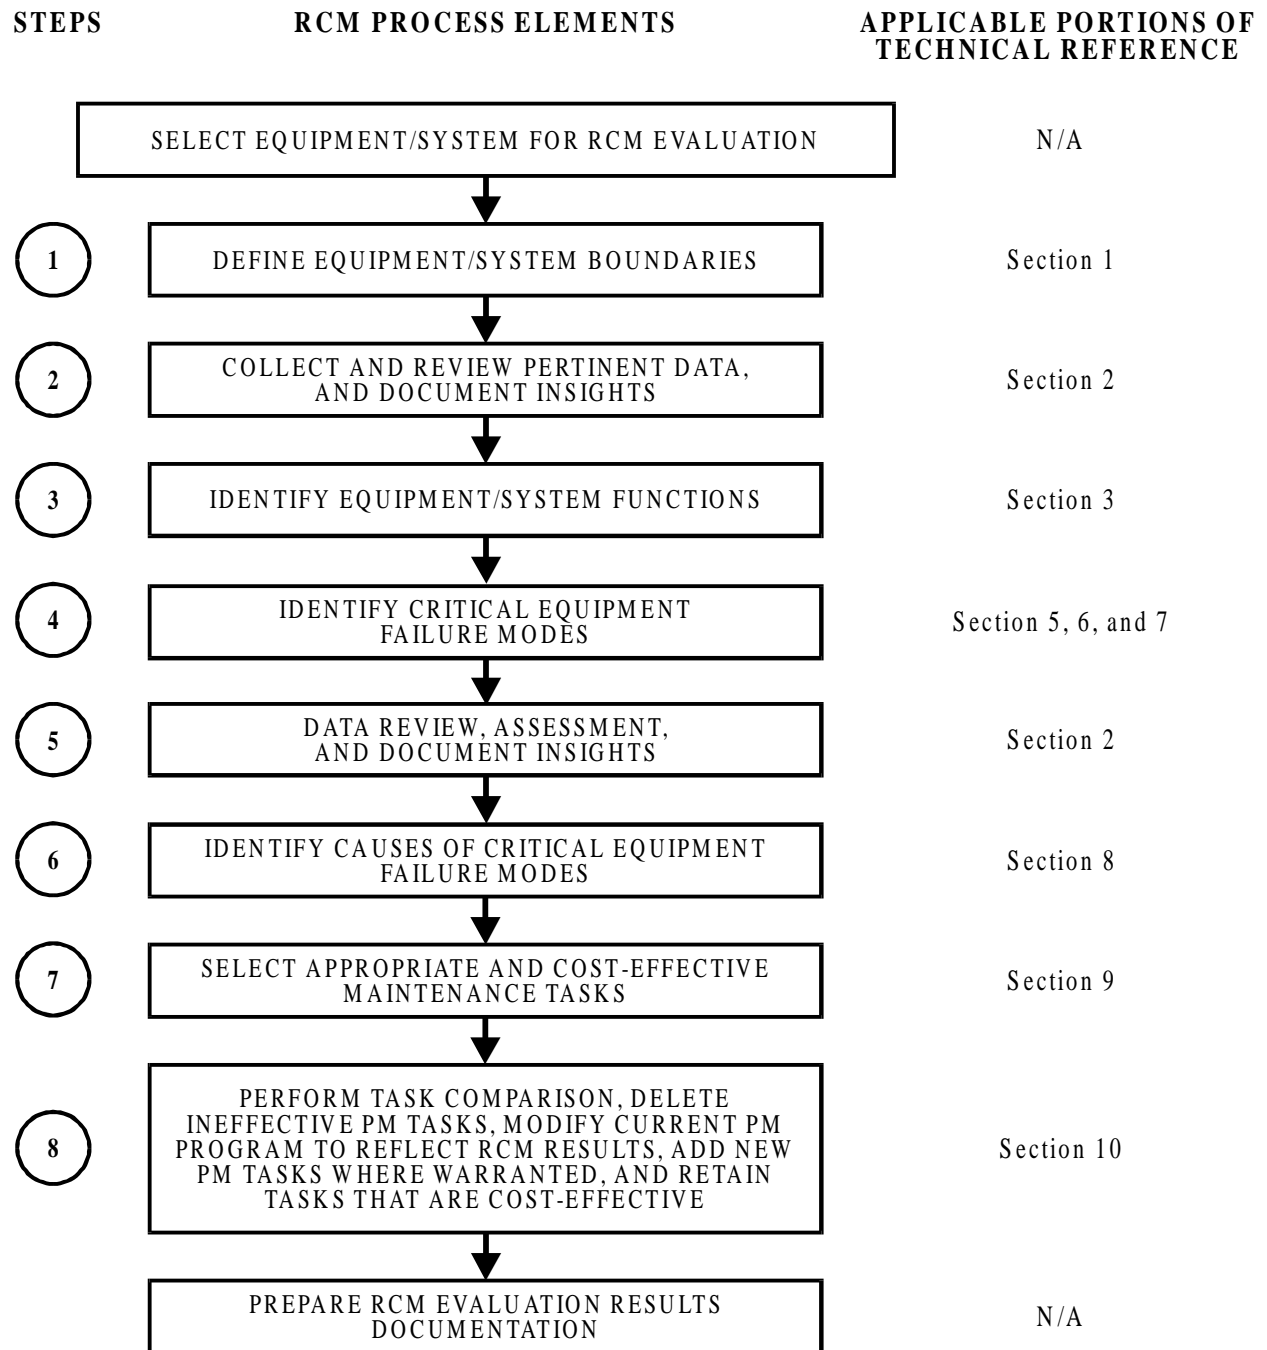 STEPS
RCM PROCESS ELEMENTS
APPLICABLE PORTIONS OF
TECHNICAL REFERENCE
SELECT EQUIPMENT/SYSTEM FOR RCM EVALUATION
N/A
1
DEFINE EQUIPMENT/SYSTEM BOUNDARIES
Section 1
2
COLLECT AND REVIEW PERTINENT DATA,
AND DOCUMENT INSIGHTS
Section 2
3
IDENTIFY EQUIPMENT/SYSTEM FUNCTIONS
Section 3
4
IDENTIFY CRITICAL EQUIPMENT
FAILURE MODES
Section 5, 6, and 7
5
DATA REVIEW, ASSESSMENT,
AND DOCUMENT INSIGHTS
Section 2
6
IDENTIFY CAUSES OF CRITICAL EQUIPMENT
FAILURE MODES
Section 8
7
SELECT APPROPRIATE AND COST-EFFECTIVE
MAINTENANCE TASKS
Section 9
8
PERFORM TASK COMPARISON, DELETE
INEFFECTIVE PM TASKS, MODIFY CURRENT PM
PROGRAM TO REFLECT RCM RESULTS, ADD NEW
PM TASKS WHERE WARRANTED, AND RETAIN
TASKS THAT ARE COST-EFFECTIVE
Section 10
PREPARE RCM EVALUATION RESULTS
DOCUMENTATION
N/A